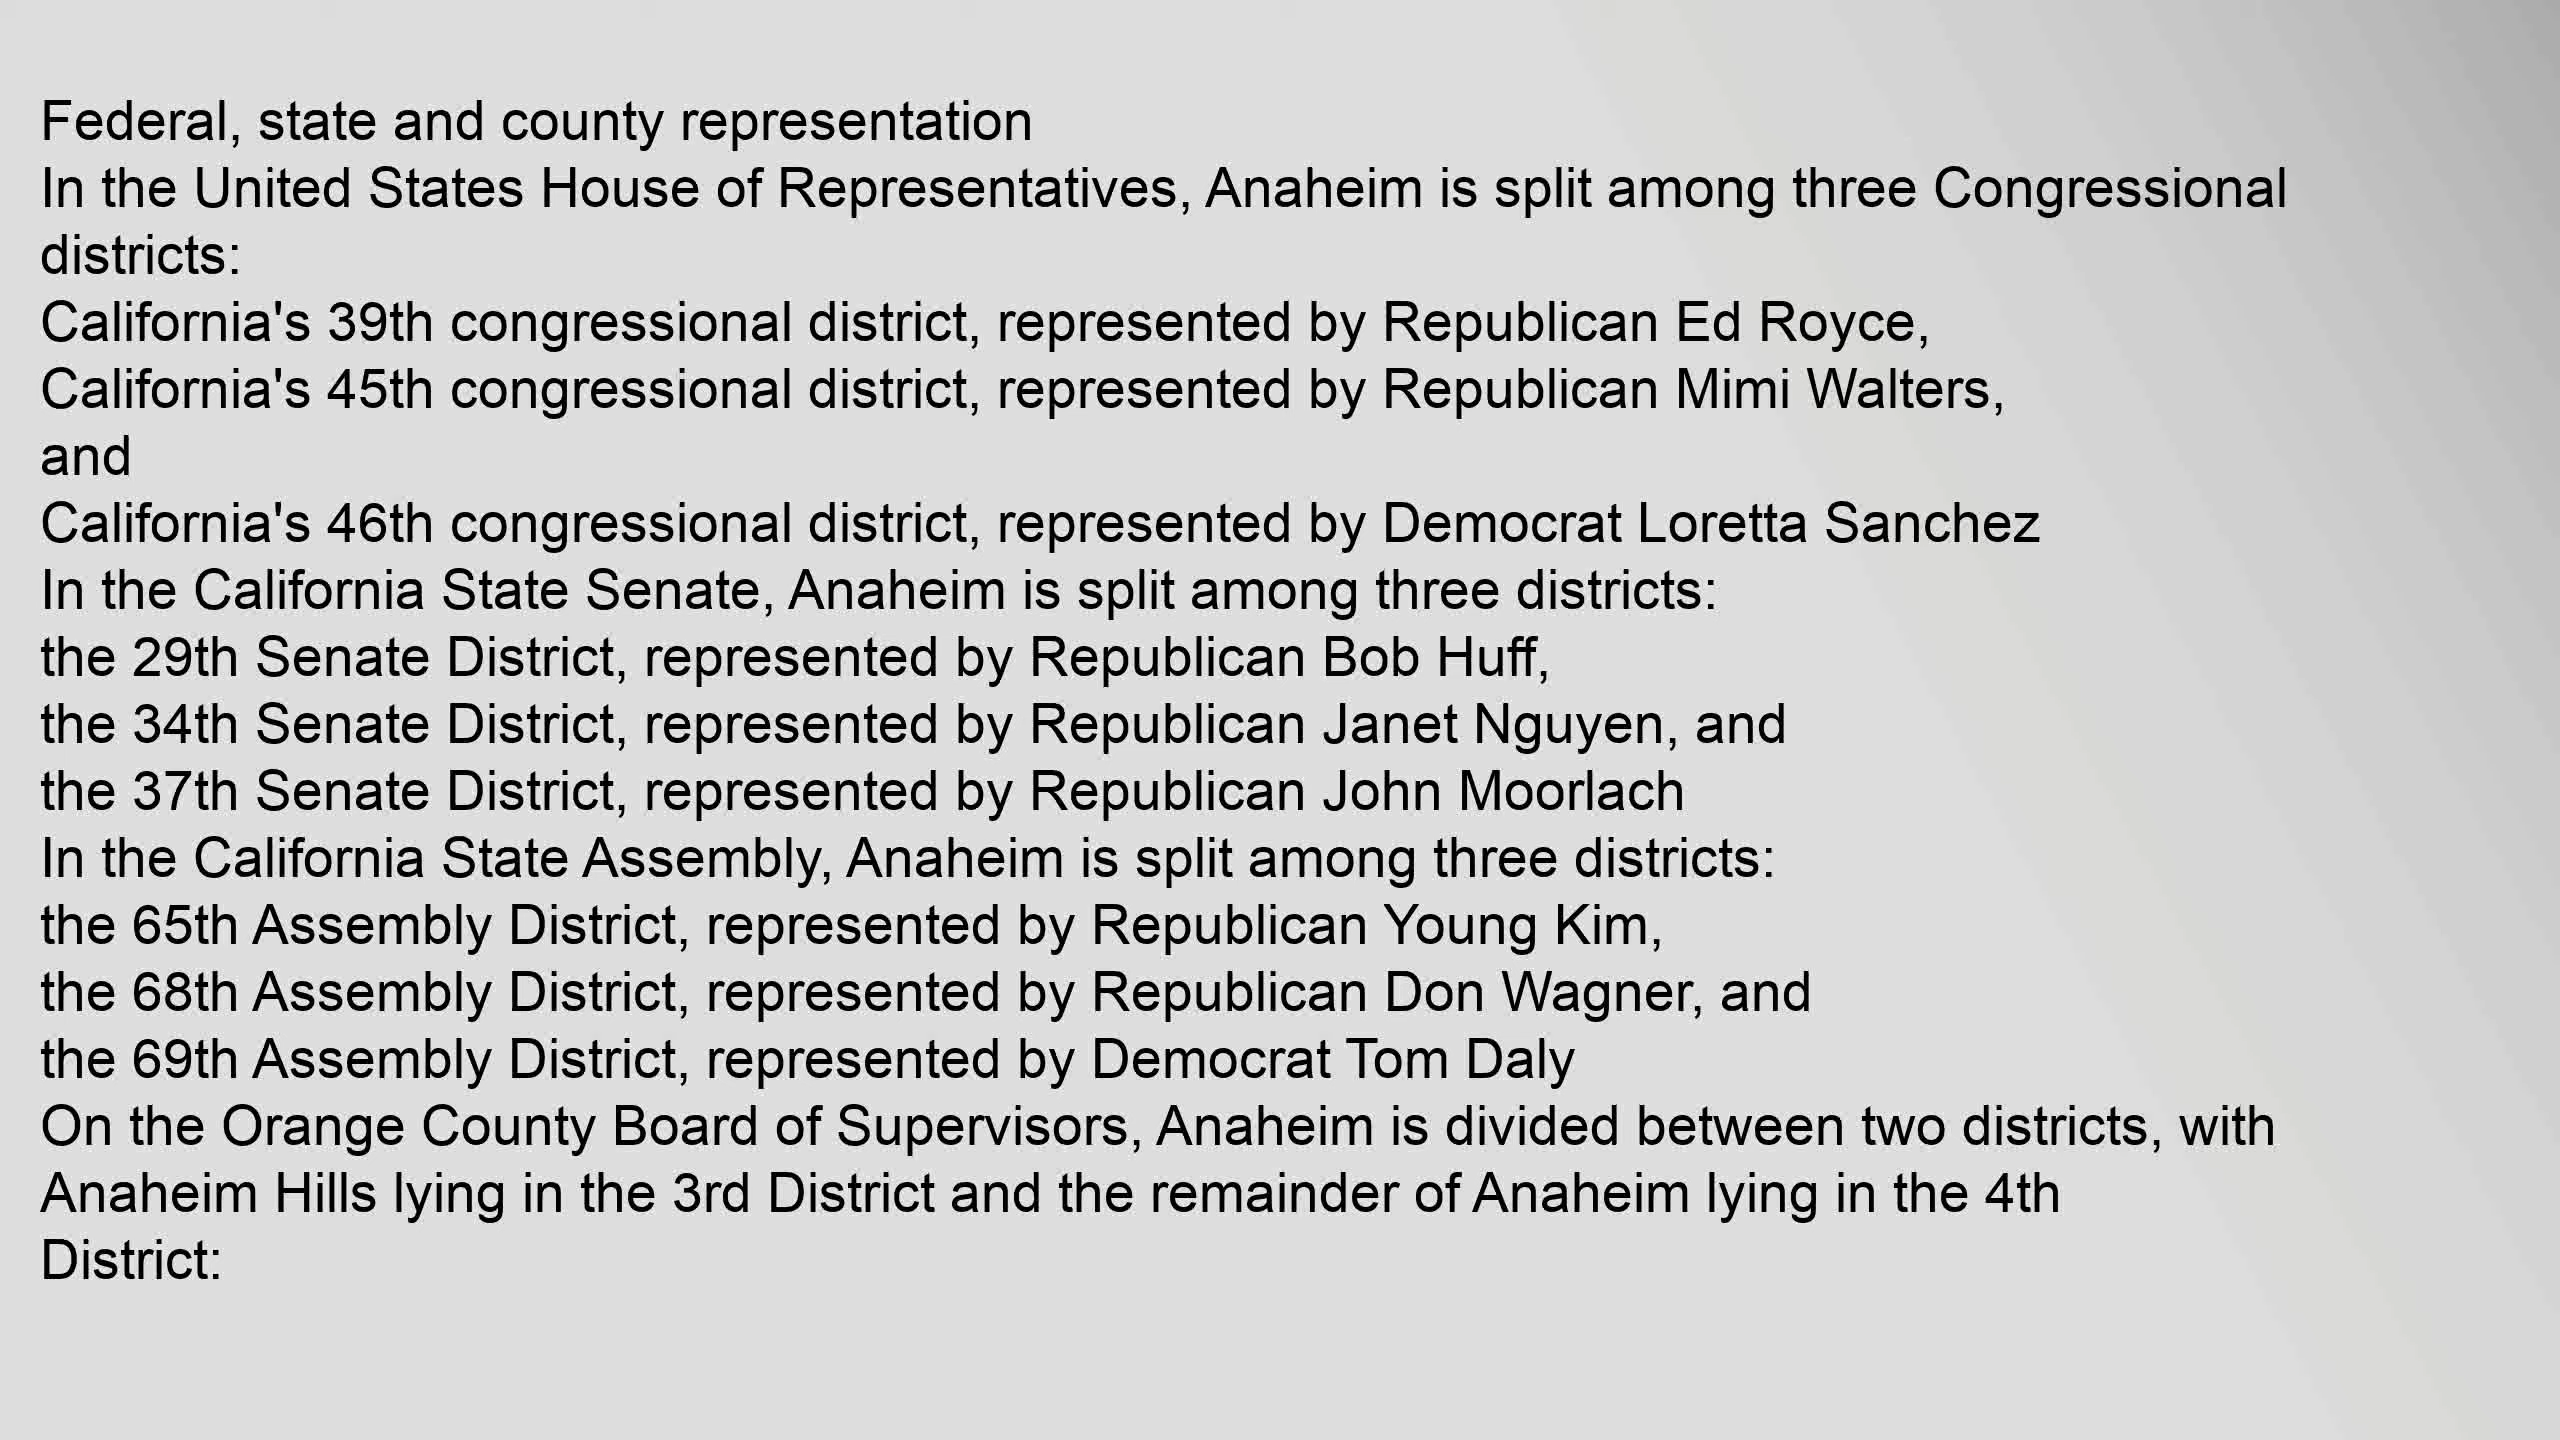 Federal, state and county representation
In the United States House of Representatives, Anaheim is split among three Congressional
districts:
California's 39th congressional district, represented by Republican Ed Royce,
California's 45th congressional district, represented by Republican Mimi Walters,
and
California's 46th congressional district, represented by Democrat Loretta Sanchez
In the California State Senate, Anaheim is split among three districts:
the 29th Senate District, represented by Republican Bob Huff,
the 34th Senate District, represented by Republican Janet Nguyen, and
the 37th Senate District, represented by Republican John Moorlach
In the California State Assembly, Anaheim is split among three districts:
the 65th Assembly District, represented by Republican Young Kim,
the 68th Assembly District, represented by Republican Don Wagner, and
the 69th Assembly District, represented by Democrat Tom Daly
On the Orange County Board of Supervisors, Anaheim is divided between two districts, with
Anaheim Hills lying in the 3rd District and the remainder of Anaheim lying in the 4th
District: